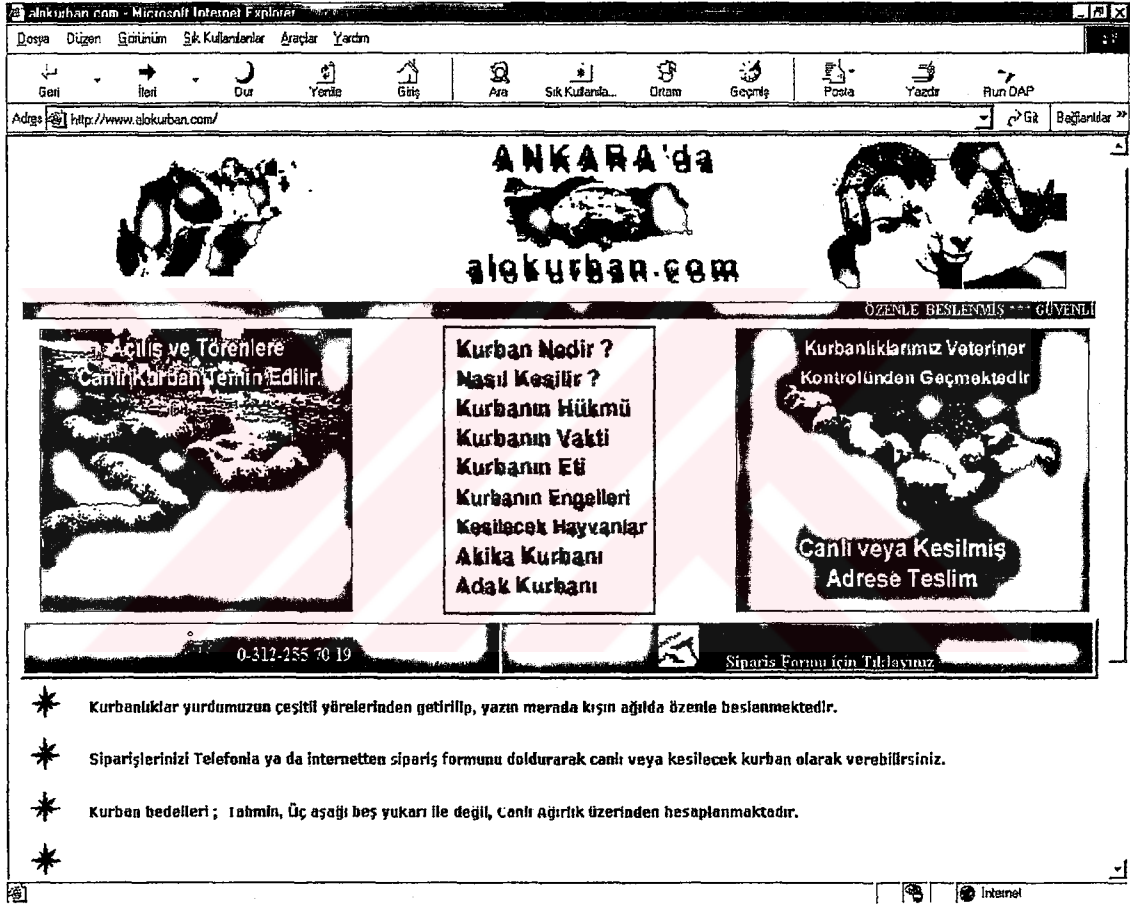 alokurban com - Microsoft Internet Explorer
Dosya Düzen Görünüm Sık Kullanılanlar Araçlar Yardım
Geri İleri Dur Yenile Giriş Ara Sık Kullanıla... Ortam Geçmiş Posta Yazdır Run DAP
Adres http://www.alokurban.com/ Git Bağlantılar »
ANKARA'da
alokurban.com
ÖZENLE BESLENMİŞ *** GÜVENLİ
Açılış ve Törenlere
Canlı Kurban Temin Edilir
Kurban Nedir ?
Nasıl Kesilir ?
Kurbanın Hükmü
Kurbanın Vakti
Kurbanın Eti
Kurbanın Engelleri
Kesilecek Hayvanlar
Akika Kurbanı
Adak Kurbanı
Kurbanlıklarımız Veteriner
Kontrolünden Geçmektedir
Canlı veya Kesilmiş
Adrese Teslim
0-312-255 70 19
Siparis Formu için Tıklayınız
Kurbanlıklar yurdumuzun çeşitli yörelerinden getirilip, yazın merada kışın ağılda özenle beslenmektedir.
Siparişlerinizi Telefonla ya da internetten sipariş formunu doldurarak canlı veya kesilecek kurban olarak verebilirsiniz.
Kurban bedelleri ; Tahmin, Üç aşağı beş yukarı ile değil, Canlı Ağırlık üzerinden hesaplanmaktadır.
Internet